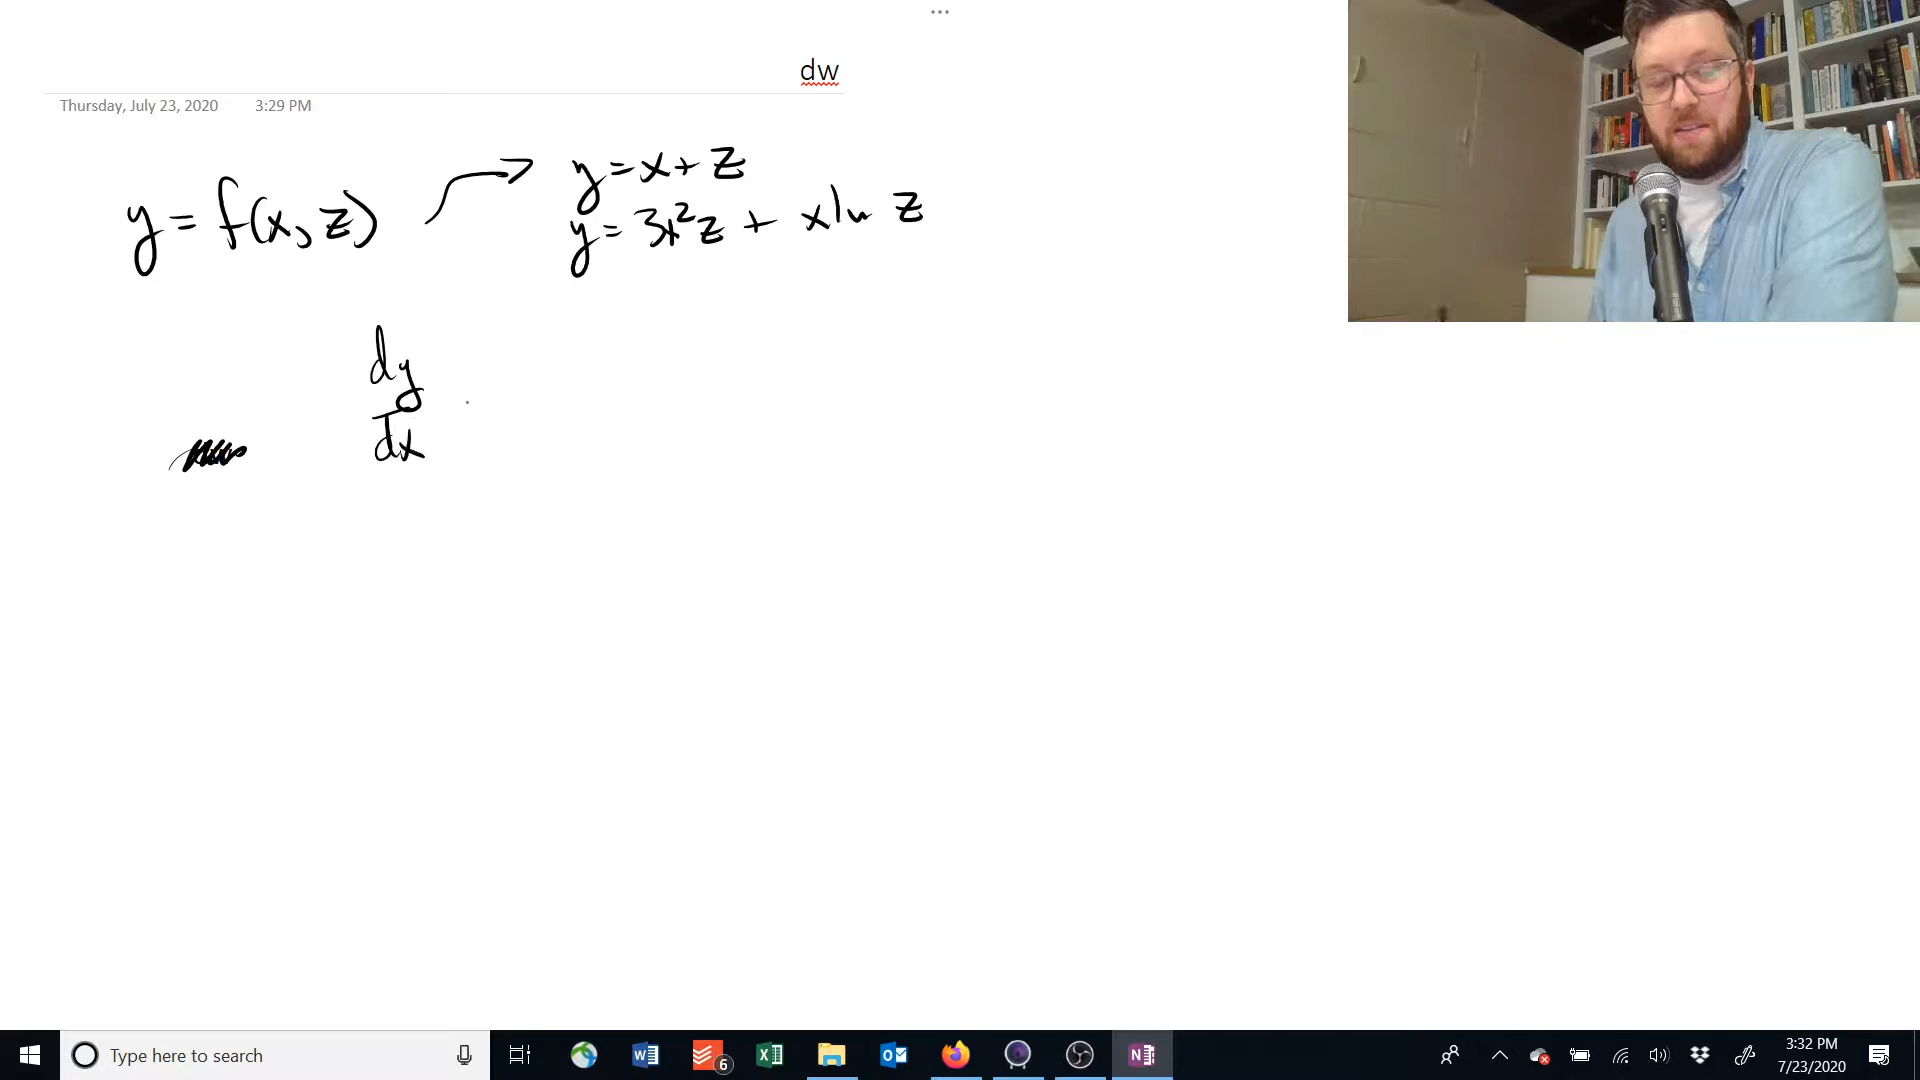 dw
Thursday, July 23, 2020 3:29 PM
y = x + z
y = f(x, z)
y = 3x²z + x ln z
dy
dx
Type here to search
6
3:32 PM
7/23/2020